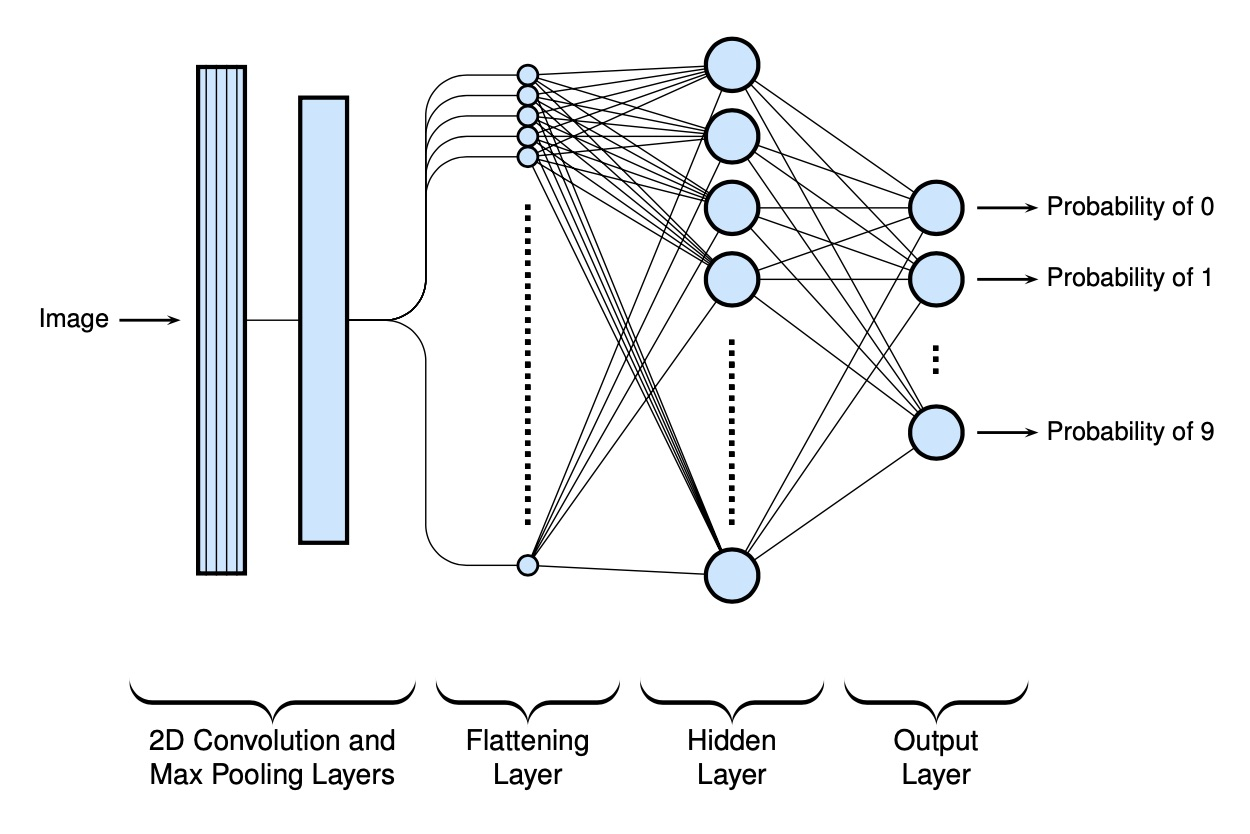 Image
Probability of 0
Probability of 1
Probability of 9
2D Convolution and
Max Pooling Layers
Flattening
Layer
Hidden
Layer
Output
Layer